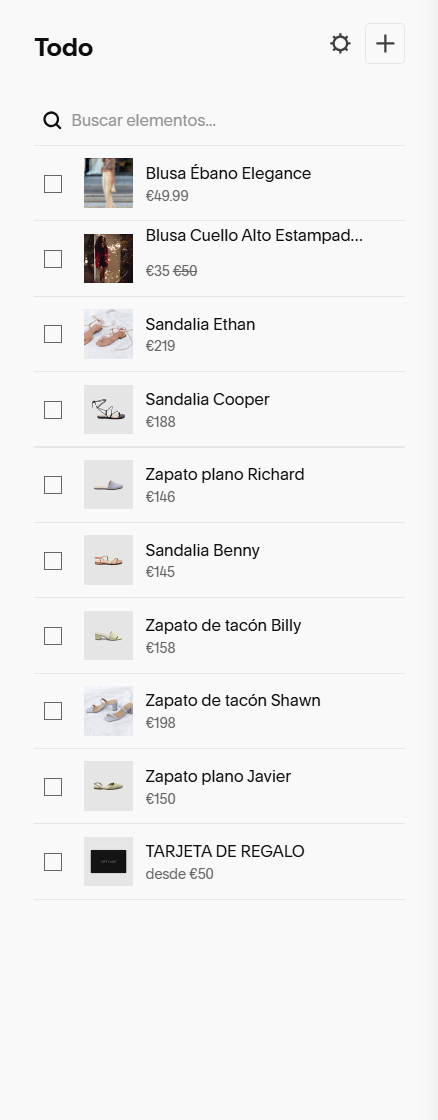 Todo
Buscar elementos...
Blusa Ébano Elegance
€49.99
Blusa Cuello Alto Estampad...
€35 €50
Sandalia Ethan
€219
Sandalia Cooper
€188
Zapato plano Richard
€146
Sandalia Benny
€145
Zapato de tacón Billy
€158
Zapato de tacón Shawn
€198
Zapato plano Javier
€150
TARJETA DE REGALO
desde €50